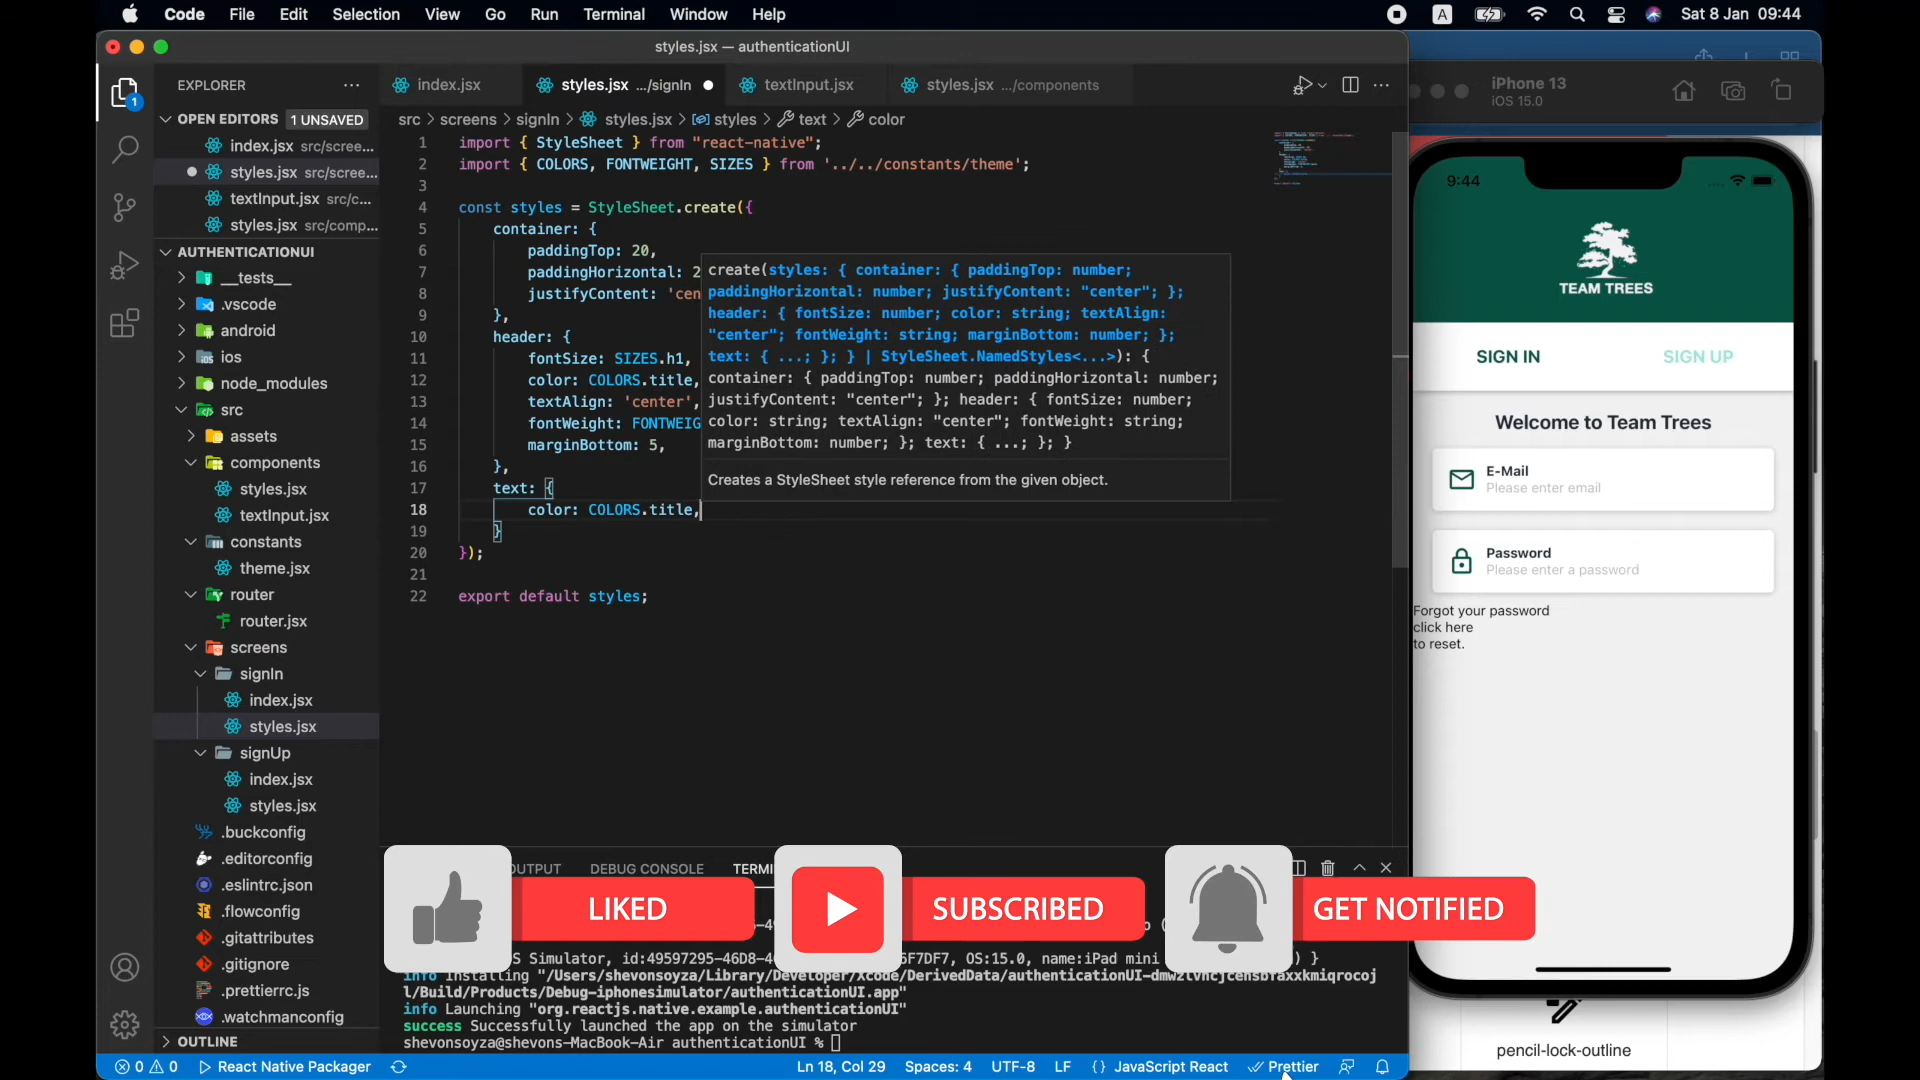 Code File Edit Selection View Go Run Terminal Window Help
A
Sat 8 Jan 09:44
styles.jsx — authenticationUI
iPhone 13
iOS 15.0
EXPLORER
OPEN EDITORS 1 UNSAVED
index.jsx src/scree...
styles.jsx src/scree...
textInput.jsx src/c...
styles.jsx src/comp...
AUTHENTICATIONUI
__tests__
.vscode
android
ios
node_modules
src
assets
components
styles.jsx
textInput.jsx
constants
theme.jsx
router
router.jsx
screens
signIn
index.jsx
styles.jsx
signUp
index.jsx
styles.jsx
.buckconfig
.editorconfig
.eslintrc.json
.flowconfig
.gitattributes
.gitignore
.prettierrc.js
.watchmanconfig
OUTLINE
1
index.jsx
styles.jsx .../signIn
textInput.jsx
styles.jsx .../components
src > screens > signIn > styles.jsx > styles > text > color
1 import { StyleSheet } from "react-native";
2 import { COLORS, FONTWEIGHT, SIZES } from '../../constants/theme';
3
4 const styles = StyleSheet.create({
5 container: {
6 paddingTop: 20,
7 paddingHorizontal: 2
8 justifyContent: 'cen
9 },
10 header: {
11 fontSize: SIZES.h1,
12 color: COLORS.title,
13 textAlign: 'center',
14 fontWeight: FONTWEIG
15 marginBottom: 5,
16 },
17 text: {
18 color: COLORS.title,
19 }
20 });
21
22 export default styles;
create(styles: { container: { paddingTop: number;
paddingHorizontal: number; justifyContent: "center"; };
header: { fontSize: number; color: string; textAlign:
"center"; fontWeight: string; marginBottom: number; };
text: { ...; }; } | StyleSheet.NamedStyles<...>): {
container: { paddingTop: number; paddingHorizontal: number;
justifyContent: "center"; }; header: { fontSize: number;
color: string; textAlign: "center"; fontWeight: string;
marginBottom: number; }; text: { ...; }; }
Creates a StyleSheet style reference from the given object.
9:44
TEAM TREES
SIGN IN SIGN UP
Welcome to Team Trees
E-Mail
Please enter email
Password
Please enter a password
Forgot your password
click here
to reset.
OUTPUT DEBUG CONSOLE TERMI
LIKED
SUBSCRIBED
GET NOTIFIED
S Simulator, id:49597295-46D8-4 6F7DF7, OS:15.0, name:iPad mini ) }
info Installing "/Users/shevonsoyza/Library/Developer/Xcode/DerivedData/authenticationUI-
l/Build/Products/Debug-iphonesimulator/authenticationUI.app"
info Launching "org.reactjs.native.example.authenticationUI"
success Successfully launched the app on the simulator
shevonsoyza@shevons-MacBook-Air authenticationUI %
pencil-lock-outline
0 0 React Native Packager
Ln 18, Col 29 Spaces: 4 UTF-8 LF {} JavaScript React Prettier